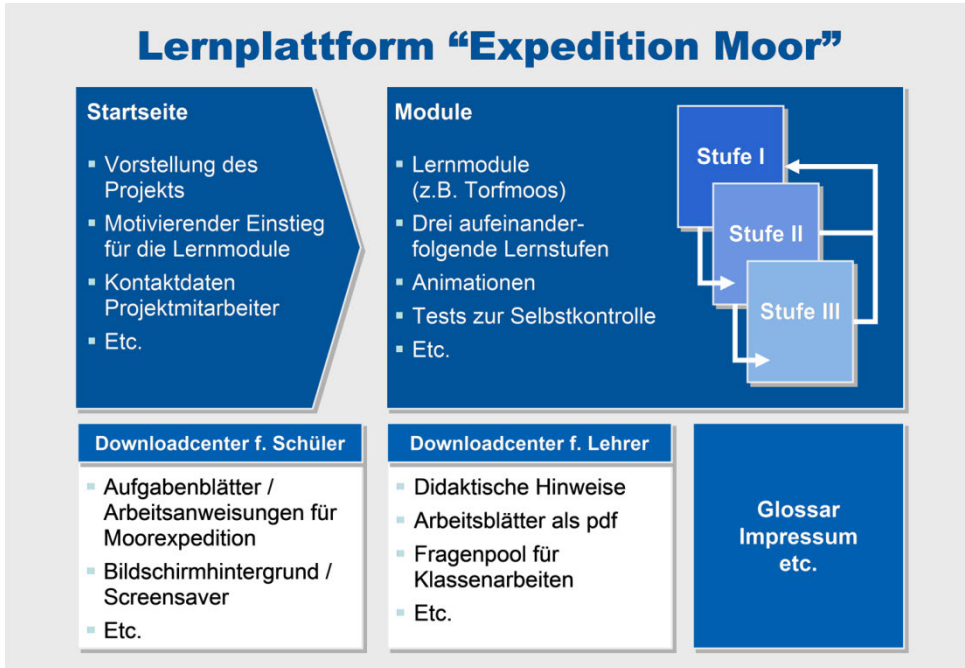 Lernplattform “Expedition Moor”
Startseite
▪ Vorstellung des
Projekts
▪ Motivierender Einstieg
für die Lernmodule
▪ Kontaktdaten
Projektmitarbeiter
▪ Etc.
Module
▪ Lernmodule
(z.B. Torfmoos)
▪ Drei aufeinander-
folgende Lernstufen
▪ Animationen
▪ Tests zur Selbstkontrolle
▪ Etc.
Stufe I
Stufe II
Stufe III
Downloadcenter f. Schüler
▪ Aufgabenblätter /
Arbeitsanweisungen für
Moorexpedition
▪ Bildschirmhintergrund /
Screensaver
▪ Etc.
Downloadcenter f. Lehrer
▪ Didaktische Hinweise
▪ Arbeitsblätter als pdf
▪ Fragenpool für
Klassenarbeiten
▪ Etc.
Glossar
Impressum
etc.